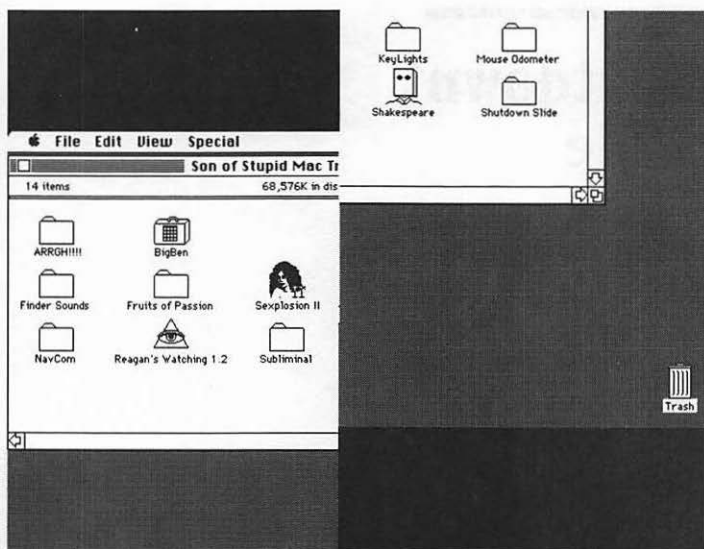 File Edit View Special
Son of Stupid Mac Tr
14 items 68,576K in dis
ARRGH!!!! BigBen
Finder Sounds Fruits of Passion Sexplosion II
NavCom Reagan's Watching 1.2 Subliminal
KeyLights Mouse Odometer
Shakespeare Shutdown Slide
Trash